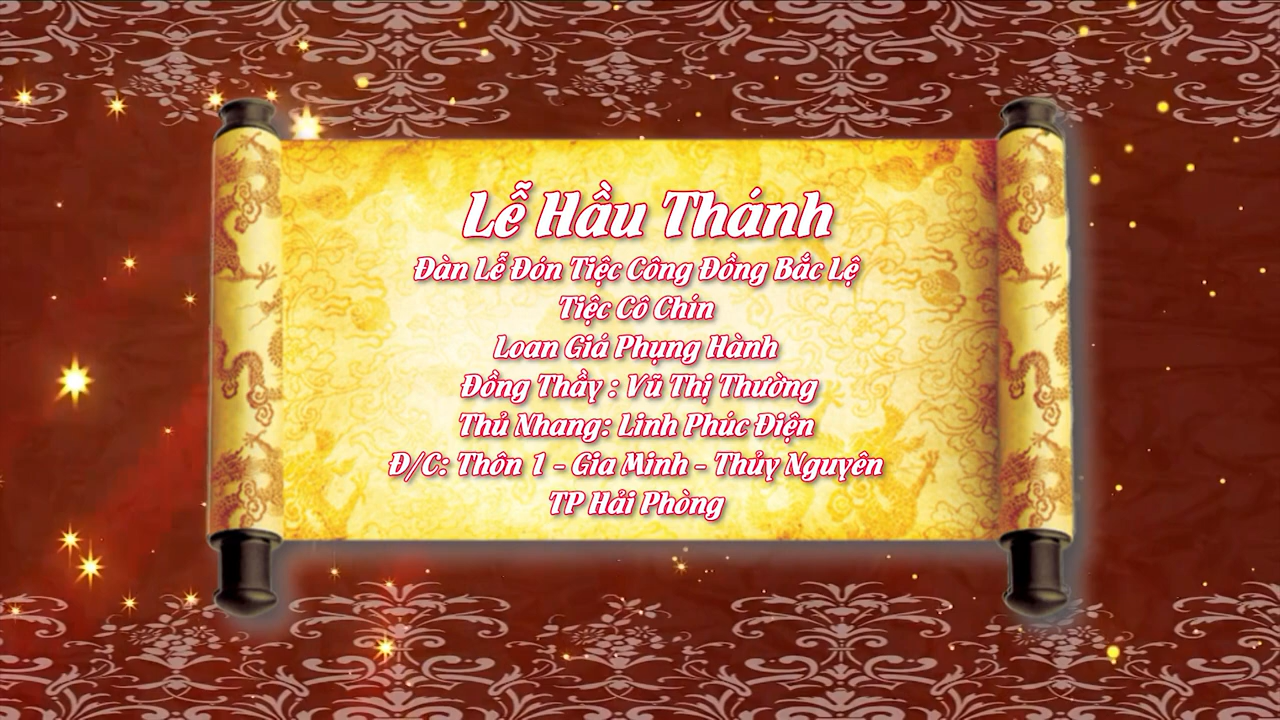 Lễ Hầu Thánh
Đàn Lễ Đón Tiệc Công Đồng Bắc Lệ
Tiệc Cô Chín
Loan Giá Phụng Hành
Đồng Thầy : Vũ Thị Thường
Thủ Nhang: Linh Phúc Điện
Đ/C: Thôn 1 - Gia Minh - Thủy Nguyên
TP Hải Phòng